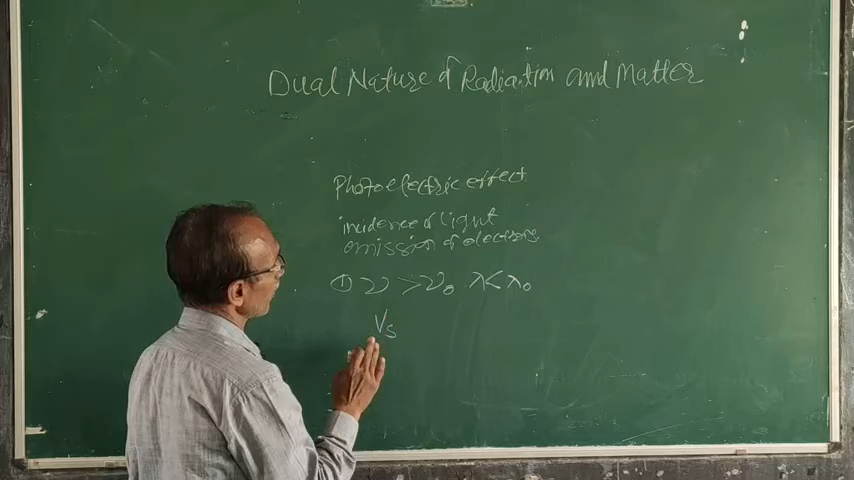 Dual Nature of Radiation and Matter
Photoelectric effect
incidence of light
emission of electrons
① ν > ν₀ λ < λ₀
Vs